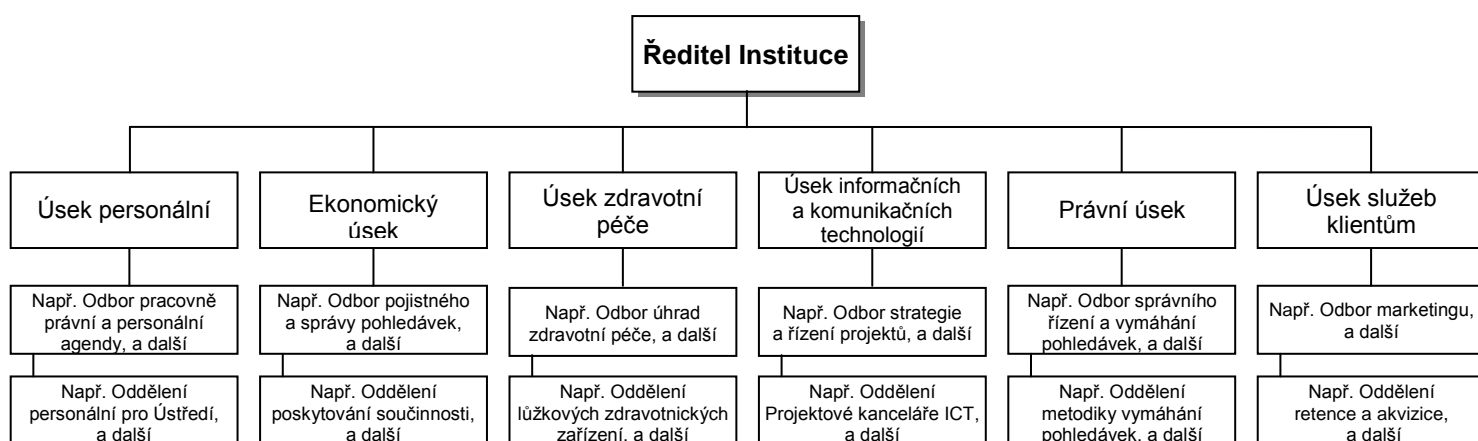 Ředitel Instituce
Úsek personální
Ekonomický
úsek
Úsek zdravotní
péče
Úsek informačních
a komunikačních
technologií
Právní úsek
Úsek služeb
klientům
Např. Odbor pracovně
právní a personální
agendy, a další
Např. Odbor pojistného
a správy pohledávek,
a další
Např. Odbor úhrad
zdravotní péče, a další
Např. Odbor strategie
a řízení projektů, a další
Např. Odbor správního
řízení a vymáhání
pohledávek, a další
Např. Odbor marketingu,
a další
Např. Oddělení
personální pro Ústředí,
a další
Např. Oddělení
poskytování součinnosti,
a další
Např. Oddělení
lůžkových zdravotnických
zařízení, a další
Např. Oddělení
Projektové kanceláře ICT,
a další
Např. Oddělení
metodiky vymáhání
pohledávek, a další
Např. Oddělení
retence a akvizice,
a další